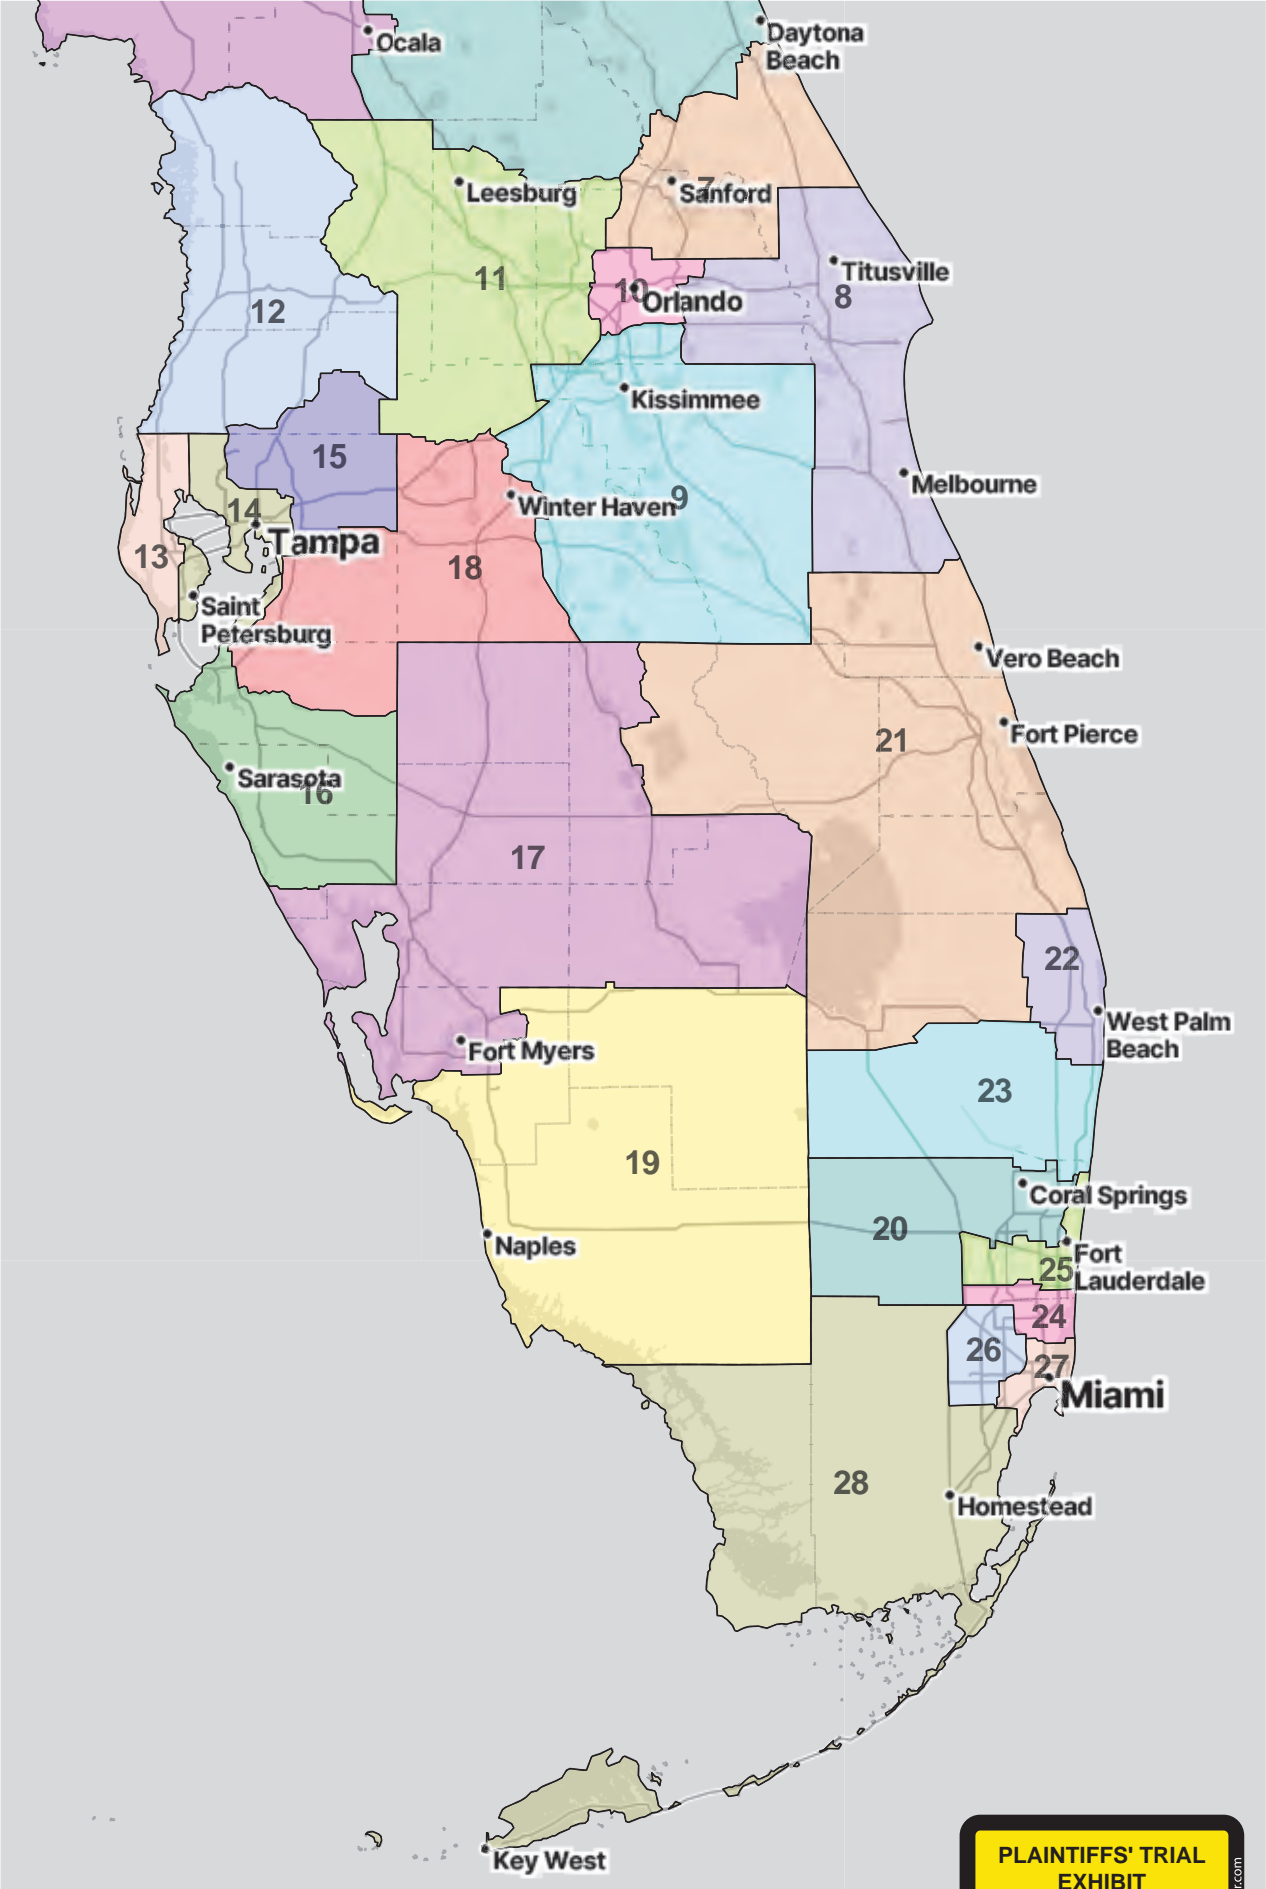 Daytona
Beach
Ocala
7
Sanford
Leesburg
Titusville
8
11
10
Orlando
12
Kissimmee
15
Melbourne
9
Winter Haven
14
Tampa
13
18
Saint
Petersburg
Vero Beach
Fort Pierce
21
Sarasota
16
17
22
West Palm
Beach
Fort Myers
23
19
Coral Springs
20
Naples
Fort
Lauderdale
25
24
26
27
Miami
28
Homestead
Key West
PLAINTIFFS' TRIAL
EXHIBIT
r.com